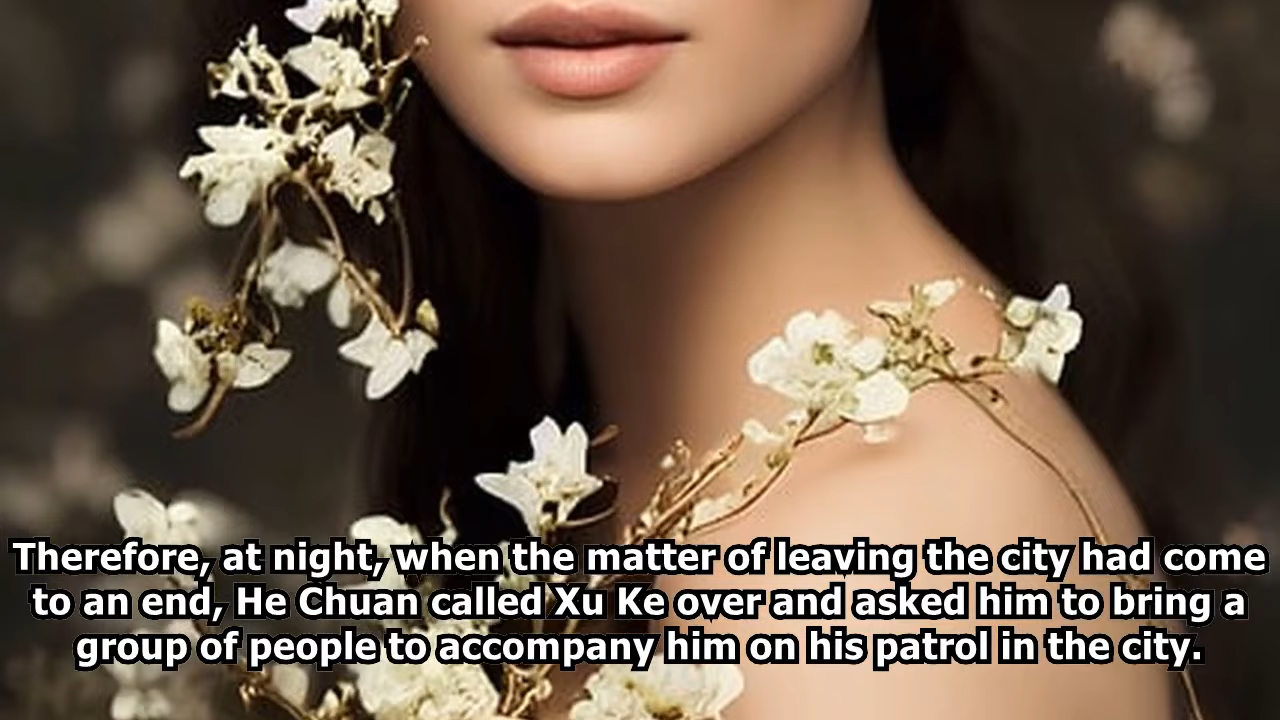 Therefore, at night, when the matter of leaving the city had come
to an end, He Chuan called Xu Ke over and asked him to bring a
group of people to accompany him on his patrol in the city.